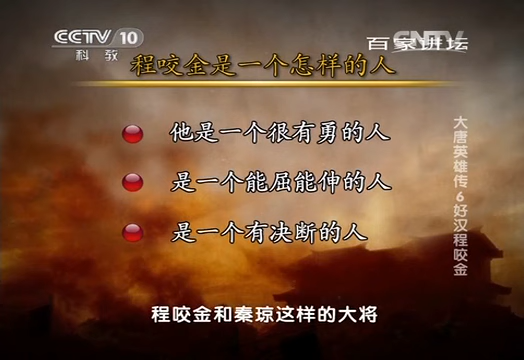 CCTV 10
科教
CNTV
百家讲坛
程咬金是一个怎样的人
他是一个很有勇的人
是一个能屈能伸的人
是一个有决断的人
大唐英雄传6好汉程咬金
程咬金和秦琼这样的大将